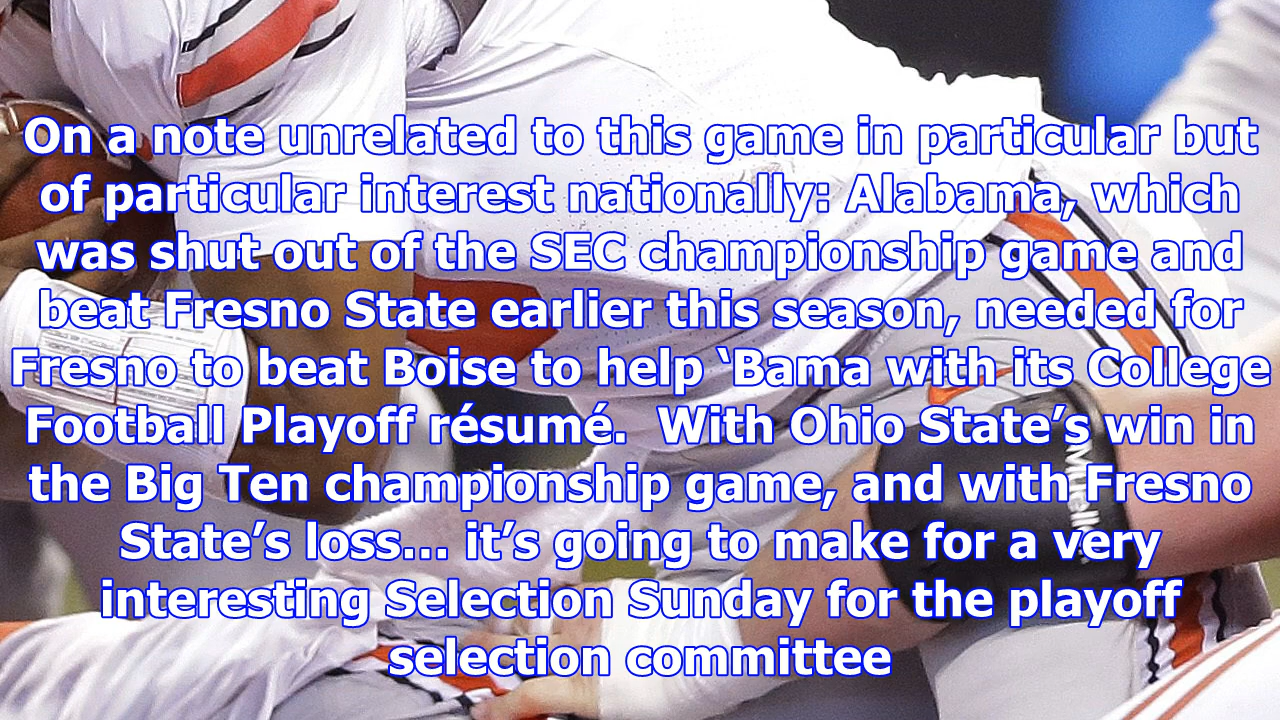 On a note unrelated to this game in particular but
of particular interest nationally: Alabama, which
was shut out of the SEC championship game and
beat Fresno State earlier this season, needed for
Fresno to beat Boise to help ‘Bama with its College
Football Playoff résumé.  With Ohio State’s win in
the Big Ten championship game, and with Fresno
State’s loss... it’s going to make for a very
interesting Selection Sunday for the playoff
selection committee